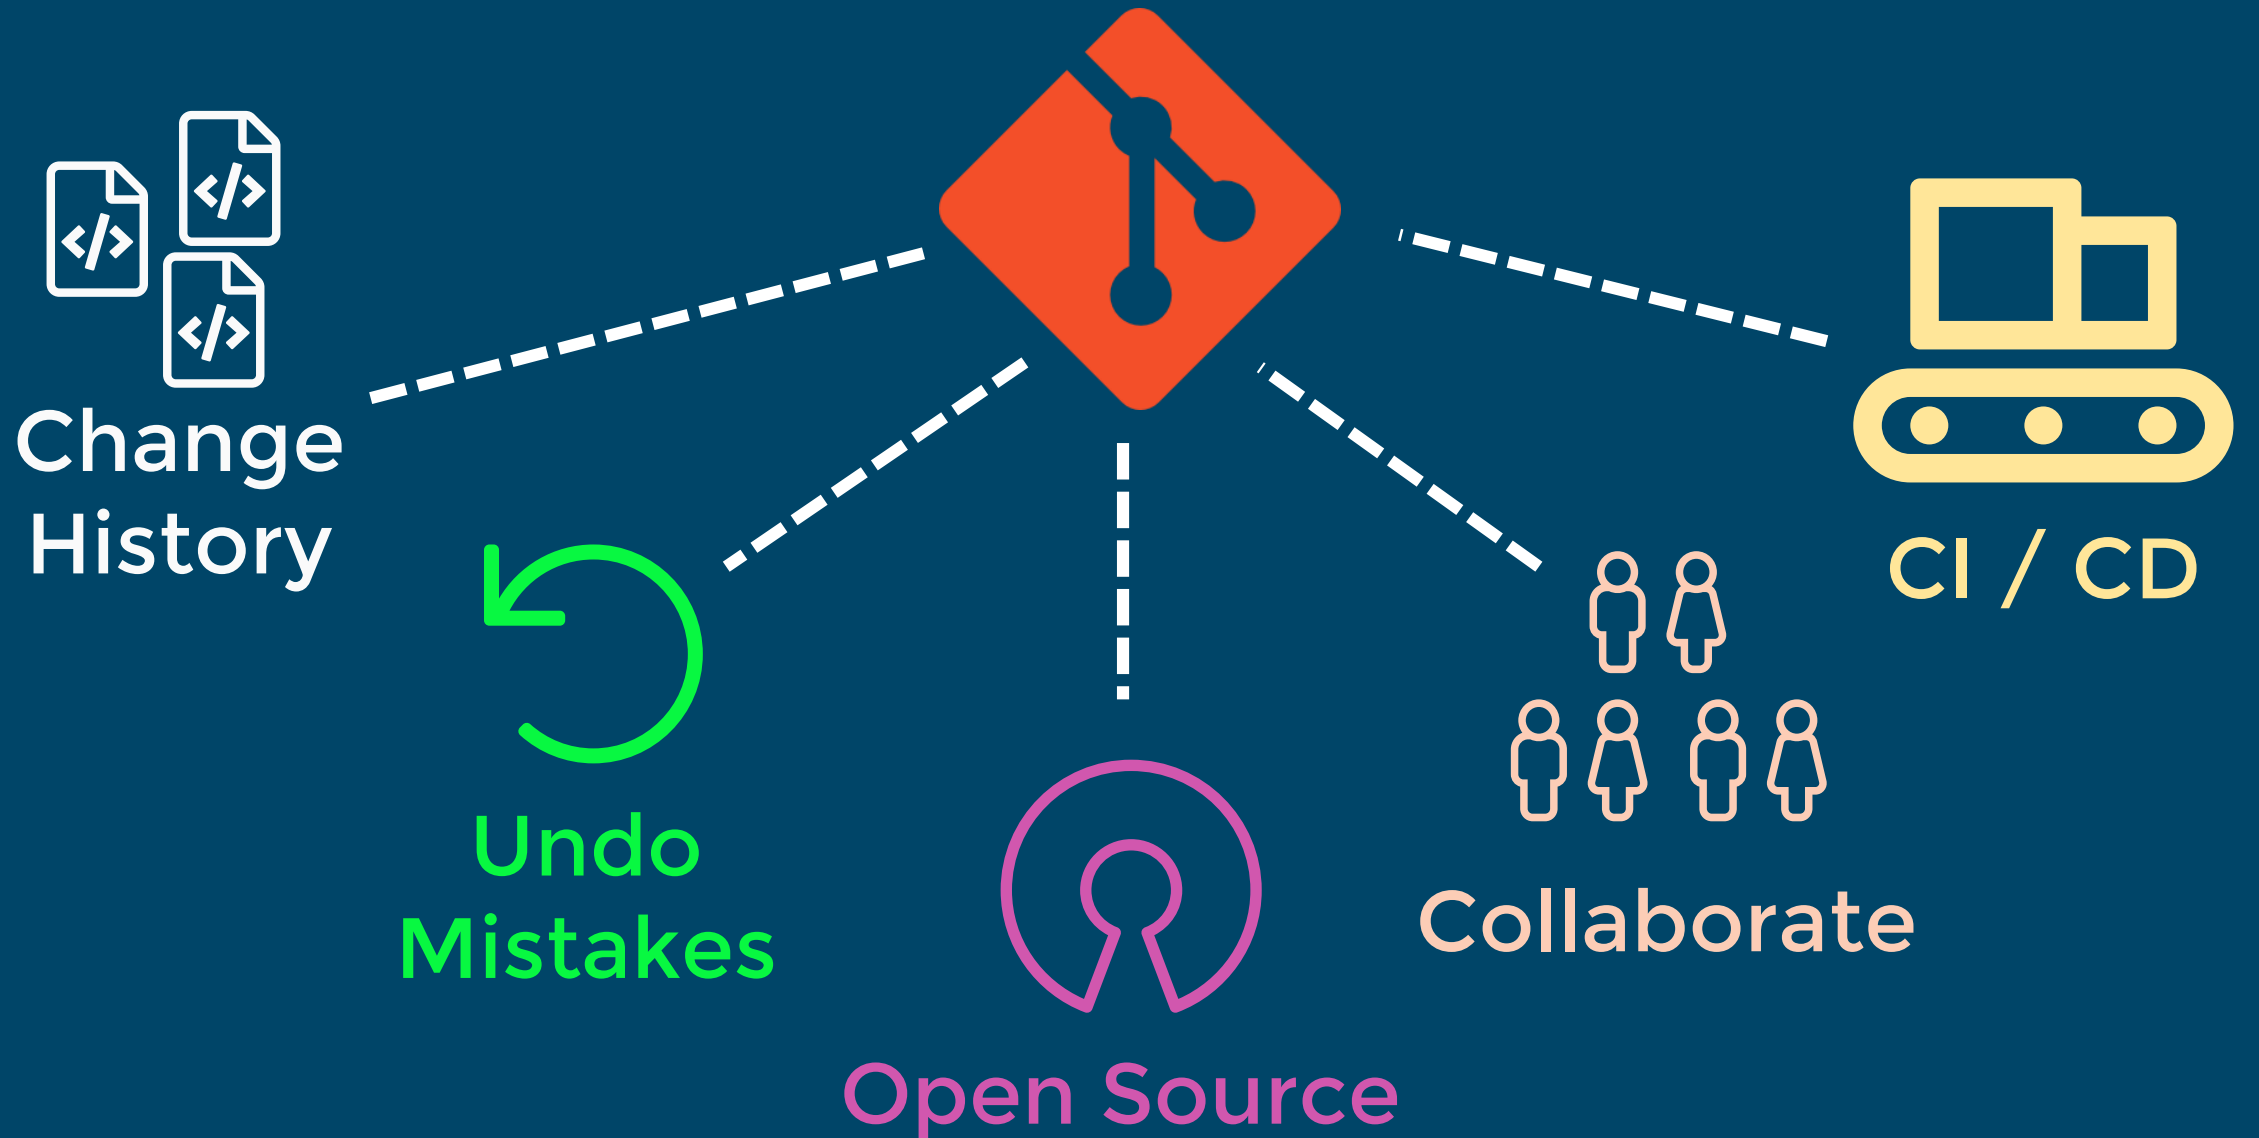 Change
History
Undo
Mistakes
Open Source
Collaborate
CI / CD